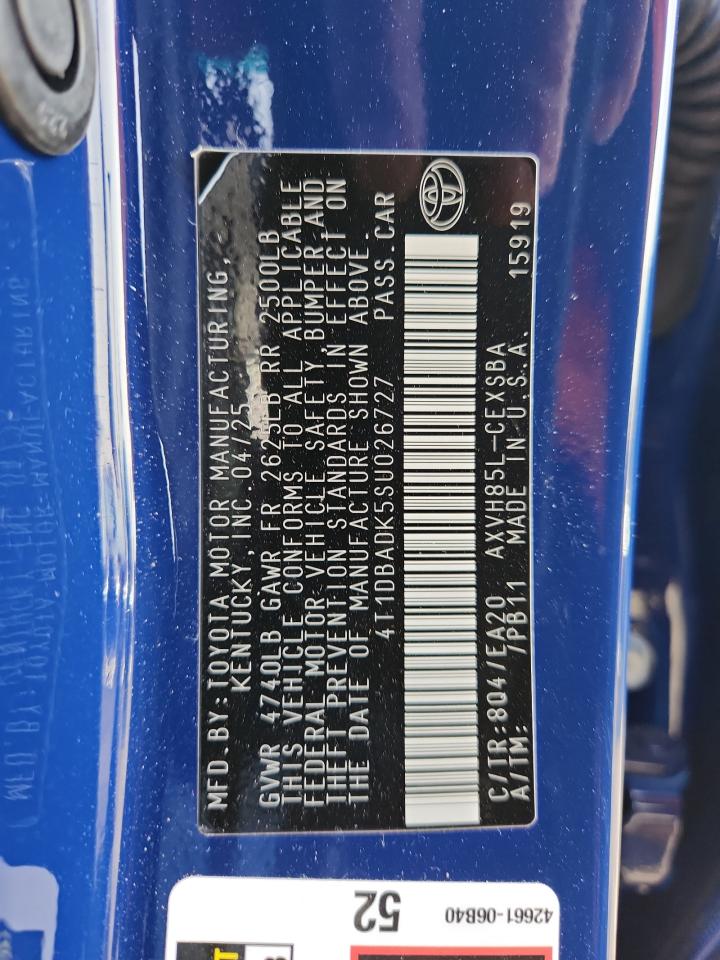 MFD.BY:TOYOTA MOTOR MANUFACTURING,
KENTUCKY, INC. 04/25
GVWR 4740LB GAWR FR 2625LB RR 2500LB
THIS VEHICLE CONFORMS TO ALL APPLICABLE
FEDERAL MOTOR VEHICLE SAFETY BUMPER, AND
THEFT PREVENTION STANDARDS IN EFFECT ON
THE DATE OF MANUFACTURE SHOWN ABOVE.
4T1DBADK5SU026727 PASS.CAR
C/TR:804/EA20 AXVH85L-CEXSBA
A/TM: /PB11 MADE IN U.S.A. 15919
42661-06B40
52